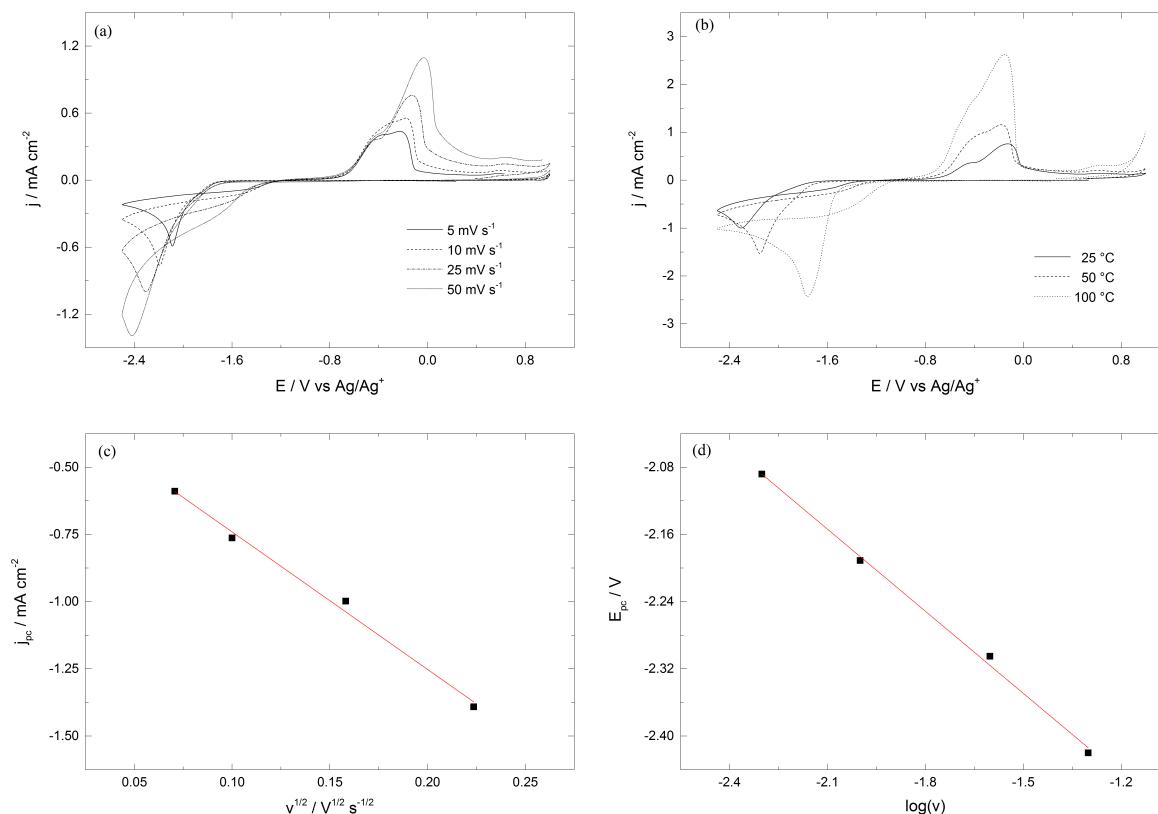 (a)
1.2
0.6
0.0
-0.6
-1.2
j / mA cm⁻²
5 mV s⁻¹
10 mV s⁻¹
25 mV s⁻¹
50 mV s⁻¹
-2.4 -1.6 -0.8 0.0 0.8
E / V vs Ag/Ag⁺
(b)
3
2
1
0
-1
-2
-3
j / mA cm⁻²
25 °C
50 °C
100 °C
-2.4 -1.6 -0.8 0.0 0.8
E / V vs Ag/Ag⁺
(c)
-0.50
-0.75
-1.00
-1.25
-1.50
j_pc / mA cm⁻²
0.05 0.10 0.15 0.20 0.25
v^1/2 / V^1/2 s^-1/2
(d)
-2.08
-2.16
-2.24
-2.32
-2.40
E_pc / V
-2.4 -2.1 -1.8 -1.5 -1.2
log(v)